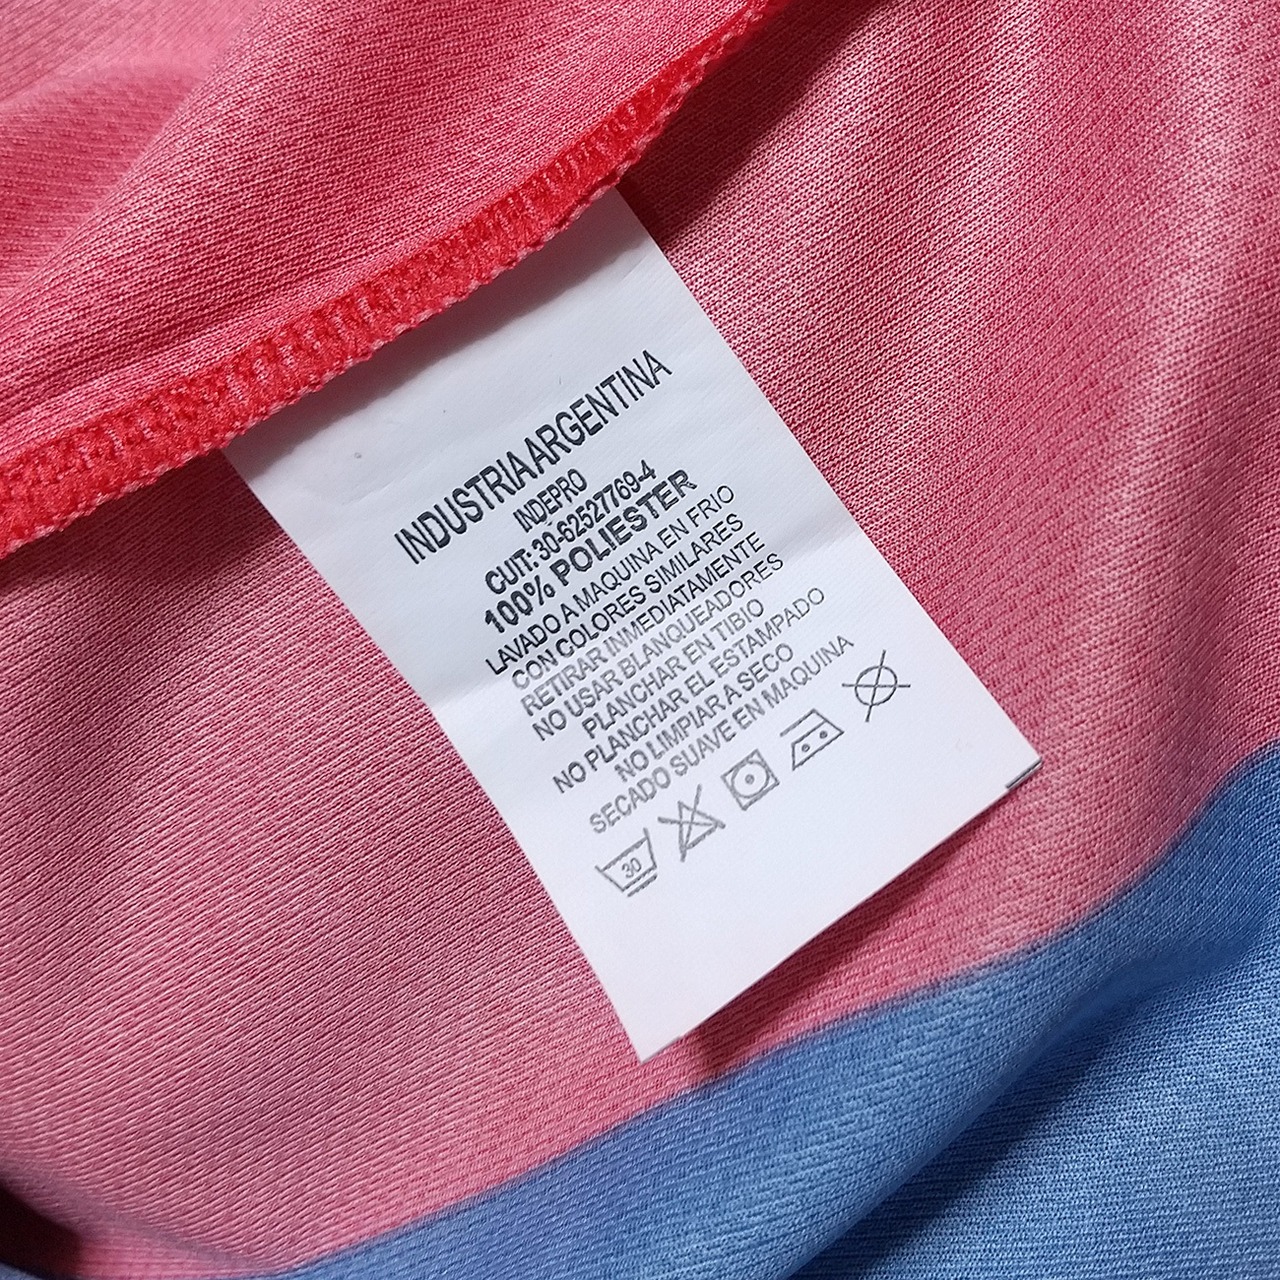 INDUSTRIA ARGENTINA
INDEPRO
CUIT: 30-62527769-4
100% POLIESTER
LAVADO A MAQUINA EN FRIO
CON COLORES SIMILARES
RETIRAR INMEDIATAMENTE
NO USAR BLANQUEADORES
PLANCHAR EN TIBIO
NO PLANCHAR EL ESTAMPADO
NO LIMPIAR A SECO
SECADO SUAVE EN MAQUINA
30